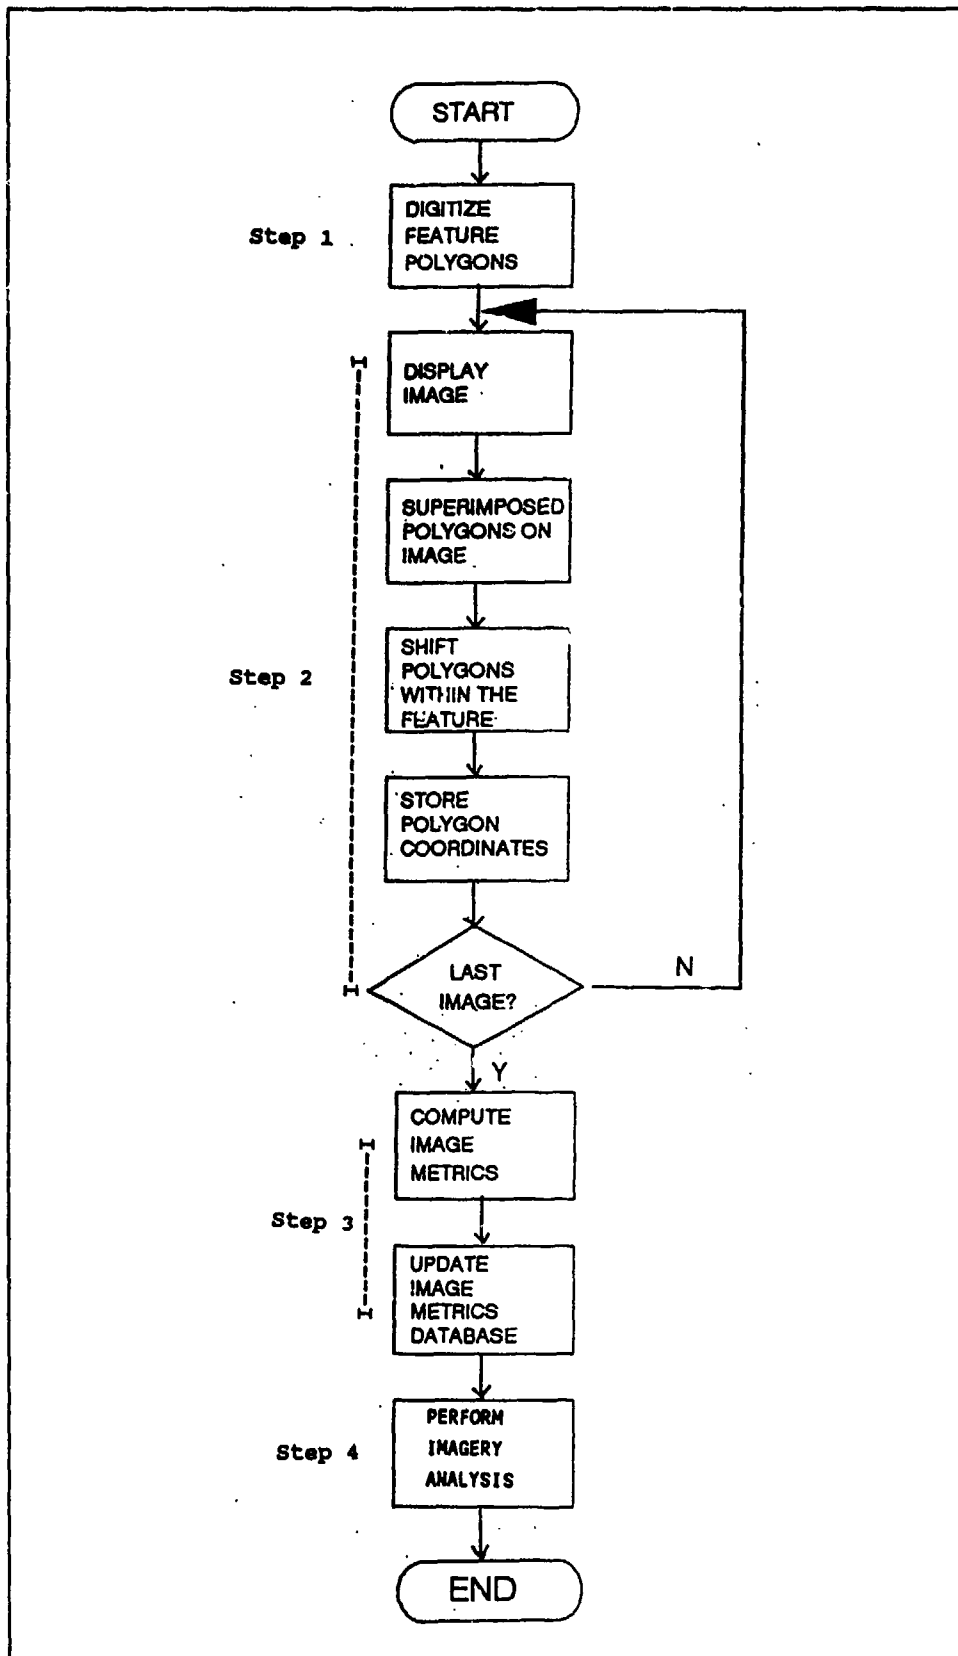 START
Step 1
DIGITIZE
FEATURE
POLYGONS
DISPLAY
IMAGE
SUPERIMPOSED
POLYGONS ON
IMAGE
Step 2
SHIFT
POLYGONS
WITHIN THE
FEATURE
STORE
POLYGON
COORDINATES
LAST
IMAGE?
N
Y
COMPUTE
IMAGE
METRICS
Step 3
UPDATE
IMAGE
METRICS
DATABASE
Step 4
PERFORM
IMAGERY
ANALYSIS
END